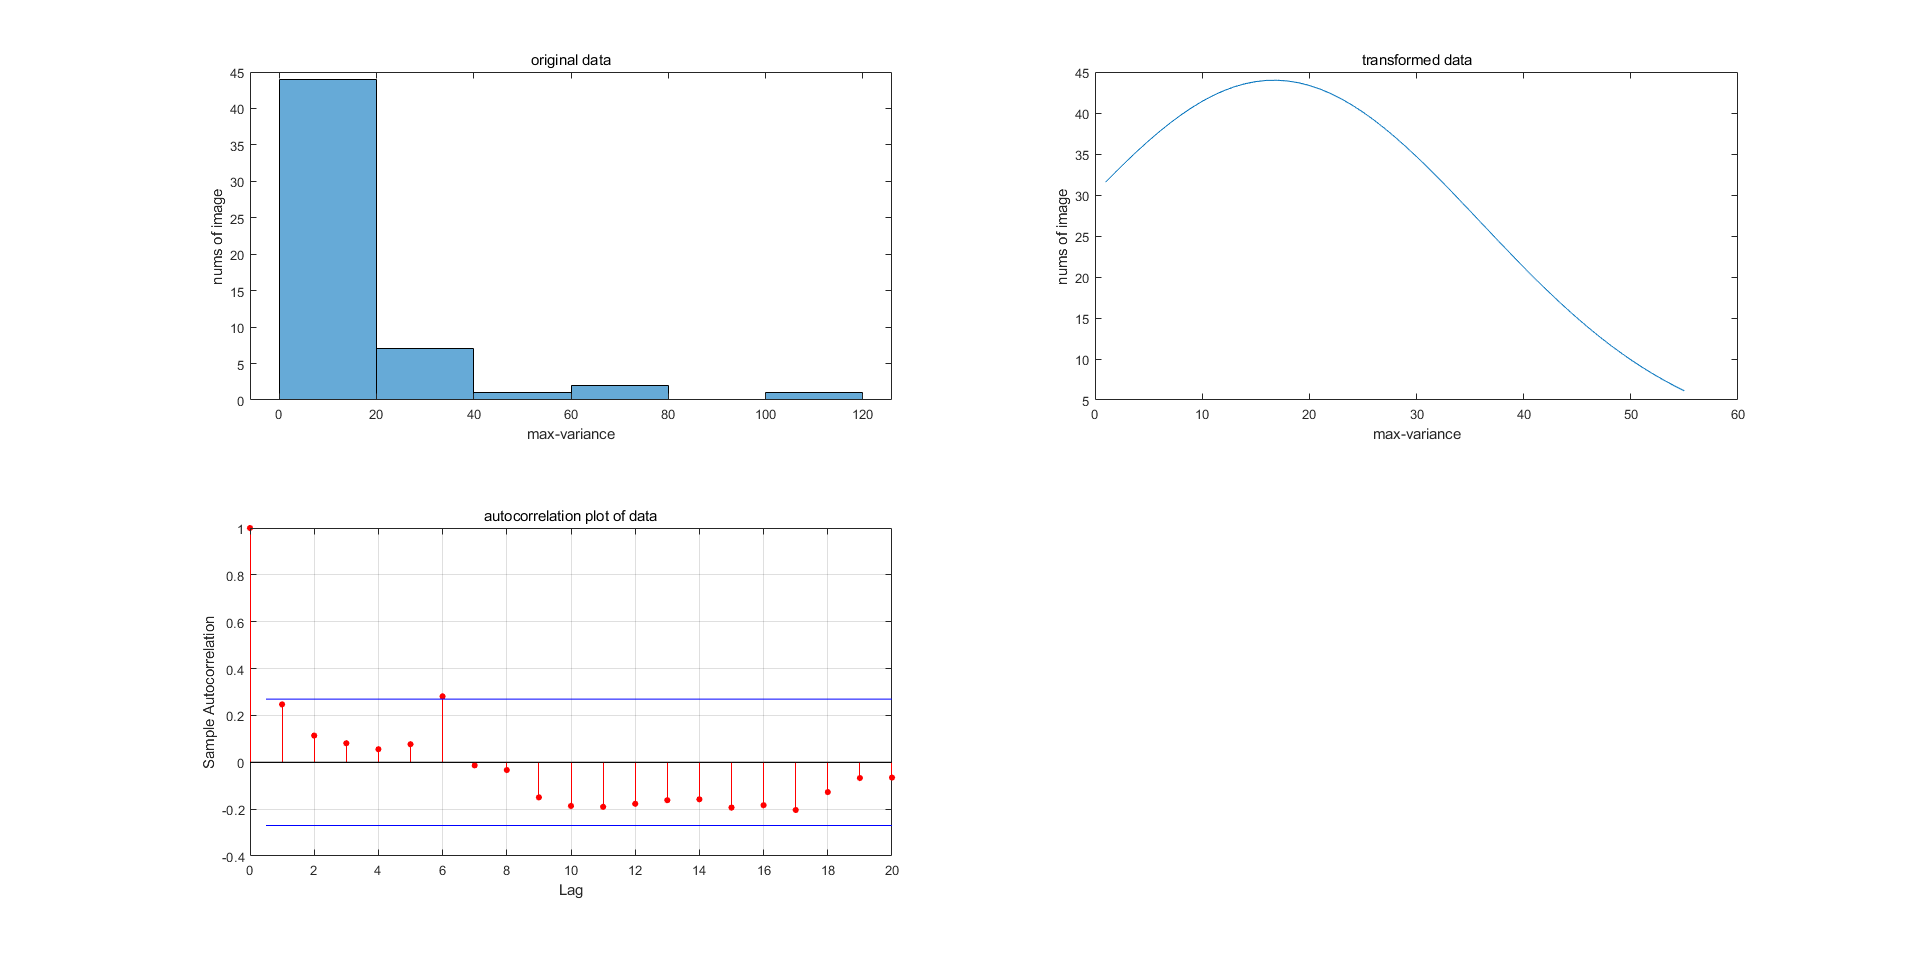 original data
45
40
35
30
25
20
15
10
5
0
nums of image
0 20 40 60 80 100 120
max-variance
transformed data
45
40
35
30
25
20
15
10
5
nums of image
0 10 20 30 40 50 60
max-variance
autocorrelation plot of data
1
0.8
0.6
0.4
0.2
0
-0.2
-0.4
Sample Autocorrelation
0 2 4 6 8 10 12 14 16 18 20
Lag